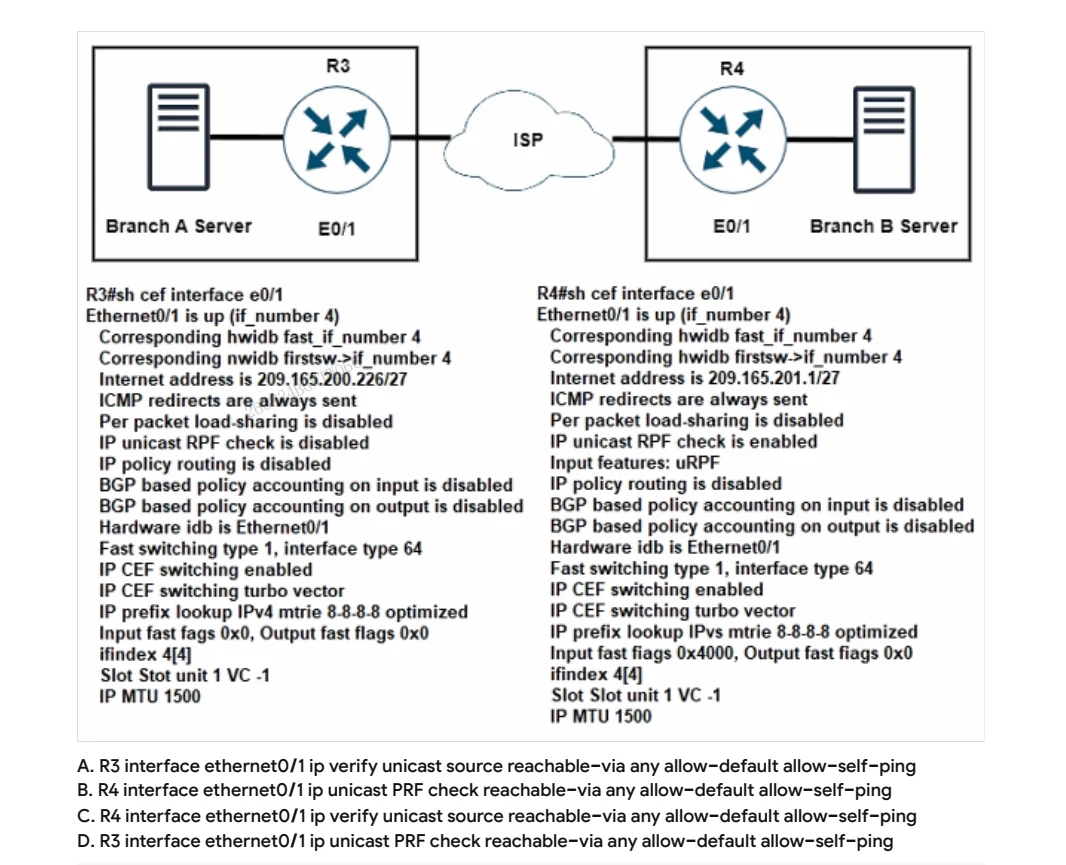 R3
R4
ISP
Branch A Server
E0/1
E0/1
Branch B Server
R3#sh cef interface e0/1
Ethernet0/1 is up (if_number 4)
Corresponding hwidb fast_if_number 4
Corresponding nwidb firstsw->if_number 4
Internet address is 209.165.200.226/27
ICMP redirects are always sent
Per packet load-sharing is disabled
IP unicast RPF check is disabled
IP policy routing is disabled
BGP based policy accounting on input is disabled
BGP based policy accounting on output is disabled
Hardware idb is Ethernet0/1
Fast switching type 1, interface type 64
IP CEF switching enabled
IP CEF switching turbo vector
IP prefix lookup IPv4 mtrie 8-8-8-8 optimized
Input fast fags 0x0, Output fast flags 0x0
ifindex 4[4]
Slot Stot unit 1 VC -1
IP MTU 1500
R4#sh cef interface e0/1
Ethernet0/1 is up (if_number 4)
Corresponding hwidb fast_if_number 4
Corresponding hwidb firstsw->if_number 4
Internet address is 209.165.201.1/27
ICMP redirects are always sent
Per packet load-sharing is disabled
IP unicast RPF check is enabled
Input features: uRPF
IP policy routing is disabled
BGP based policy accounting on input is disabled
BGP based policy accounting on output is disabled
Hardware idb is Ethernet0/1
Fast switching type 1, interface type 64
IP CEF switching enabled
IP CEF switching turbo vector
IP prefix lookup IPvs mtrie 8-8-8-8 optimized
Input fast fiags 0x4000, Output fast fiags 0x0
ifindex 4[4]
Slot Slot unit 1 VC -1
IP MTU 1500
A. R3 interface ethernet0/1 ip verify unicast source reachable-via any allow-default allow-self-ping
B. R4 interface ethernet0/1 ip unicast PRF check reachable-via any allow-default allow-self-ping
C. R4 interface ethernet0/1 ip verify unicast source reachable-via any allow-default allow-self-ping
D. R3 interface ethernet0/1 ip unicast PRF check reachable-via any allow-default allow-self-ping